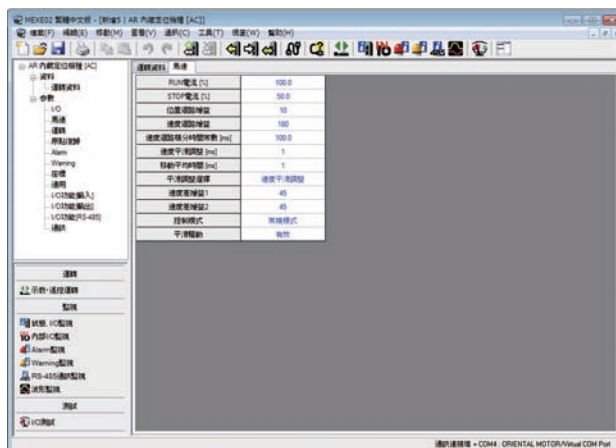 MEXE02 繁體中文版 - [新增5 | AR 內藏定位機種 [AC]]
檔案(F) 編輯(E) 移動(M) 查看(V) 通訊(C) 工具(T) 視窗(W) 幫助(H)
AR 內藏定位機種 [AC]
資料
運轉資料
參數
I/O
馬達
運轉
原點復歸
Alarm
Warning
座標
通用
I/O功能[輸入]
I/O功能[輸出]
I/O功能[RS-485]
通訊
運轉資料 馬達
RUN電流 [%] 100.0
STOP電流 [%] 50.0
位置迴路增益 10
速度迴路增益 180
速度迴路積分時間常數 [ms] 100.0
速度平滑調整 [ms] 1
移動平均時間 [ms] 1
平滑調整選擇 速度平滑調整
速度差增益1 45
速度差增益2 45
控制模式 常規模式
平滑驅動 有效
運轉
示教・遙控運轉
監視
狀態, I/O監視
內部I/O監視
Alarm監視
Warning監視
RS-485通訊監視
波形監視
測試
I/O測試
通訊連接埠 = COM4 : ORIENTAL MOTOR/Virtual COM Port